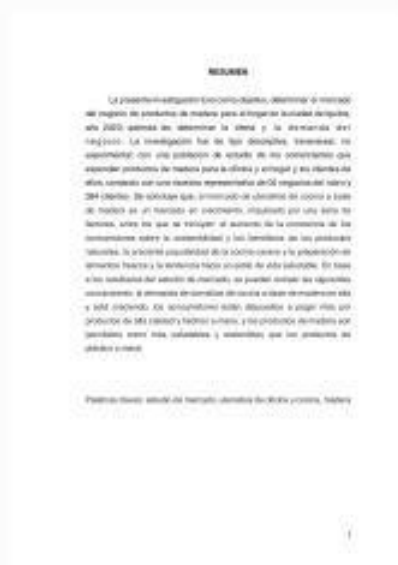 RESUMEN
La presente investigación tuvo como objetivo, determinar el mercado
del negocio de productos de madera para el hogar en la ciudad de Iquitos,
año 2023; además de determinar la oferta y la demanda del
negocio. La investigación fue de tipo descriptiva, transversal, no
experimental; con una población de estudio de los comerciantes que
expenden productos de madera para la oficina y el hogar y los clientes de
ellos, contando con una muestra representativa de negocios del rubro y
384 clientes. Se concluye que, el mercado de utensilios de cocina a base
de madera es un mercado en crecimiento, impulsado por una serie de
factores, entre los que se incluyen el aumento de la conciencia de los
consumidores sobre la sostenibilidad y los beneficios de los productos
naturales, la creciente popularidad de la cocina casera y la preparación de
alimentos frescos y la tendencia hacia un estilo de vida saludable. En base
a los resultados del estudio de mercado, se pueden extraer las siguientes
conclusiones: la demanda de utensilios de cocina a base de madera es alta
y está creciendo, los consumidores están dispuestos a pagar más por
productos de alta calidad y hechos a mano, y los productos de madera son
percibidos como más saludables y sostenibles que los productos de
plástico o metal.
Palabras claves: estudio de mercado, utensilios de oficina y cocina, madera